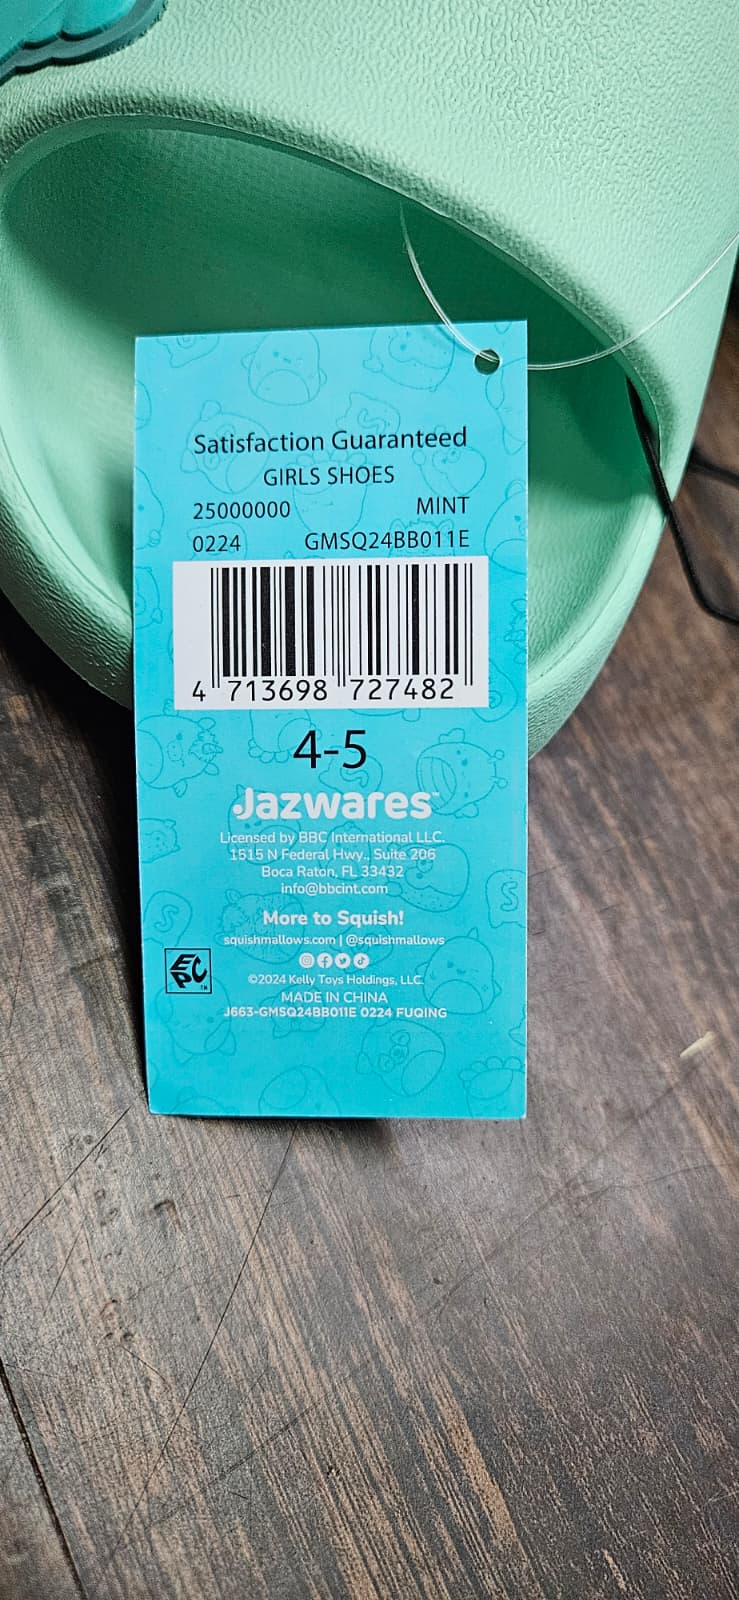 Satisfaction Guaranteed
GIRLS SHOES
25000000 MINT
0224 GMSQ24BB011E
4 713698 727482
4-5
Jazwares™
Licensed by BBC International LLC.
1515 N Federal Hwy., Suite 206
Boca Raton, FL 33432
info@bbcint.com
More to Squish!
squishmallows.com | @squishmallows
EPC
©2024 Kelly Toys Holdings, LLC.
MADE IN CHINA
J663-GMSQ24BB011E 0224 FUQING